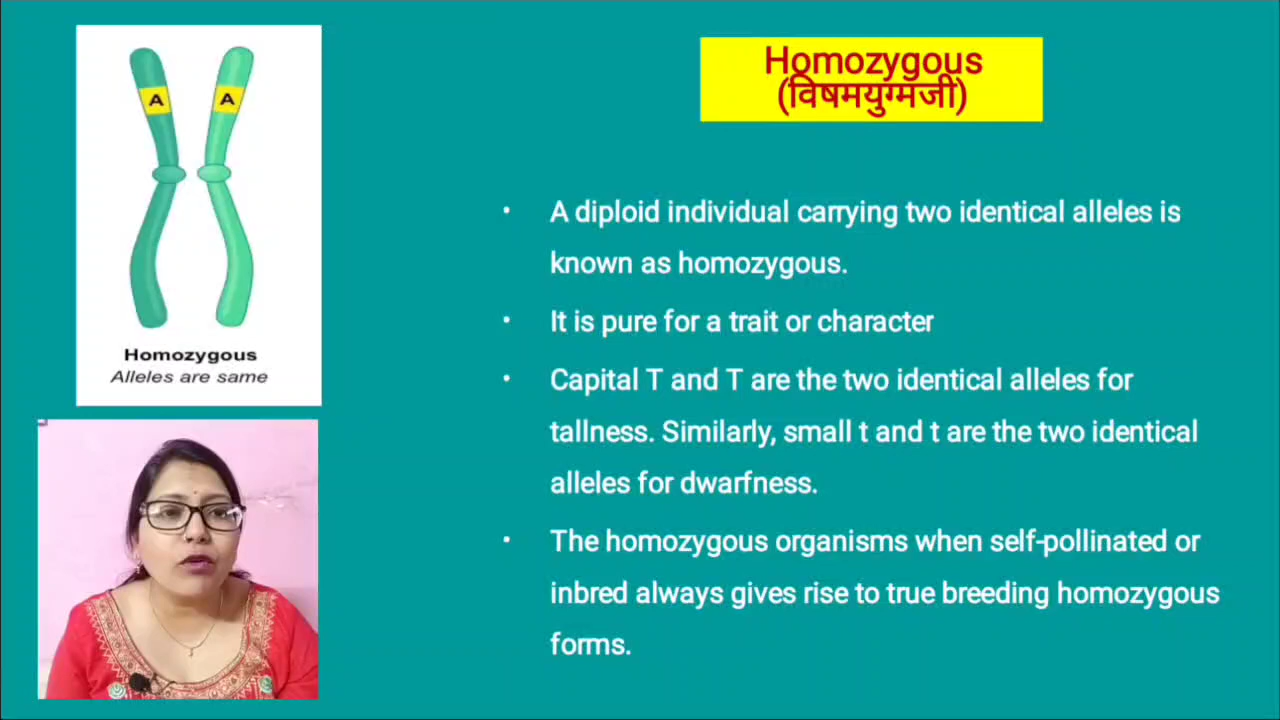 A A
Homozygous
Alleles are same
Homozygous
(विषमयुग्मजी)
• A diploid individual carrying two identical alleles is
known as homozygous.
• It is pure for a trait or character
• Capital T and T are the two identical alleles for
tallness. Similarly, small t and t are the two identical
alleles for dwarfness.
• The homozygous organisms when self-pollinated or
inbred always gives rise to true breeding homozygous
forms.